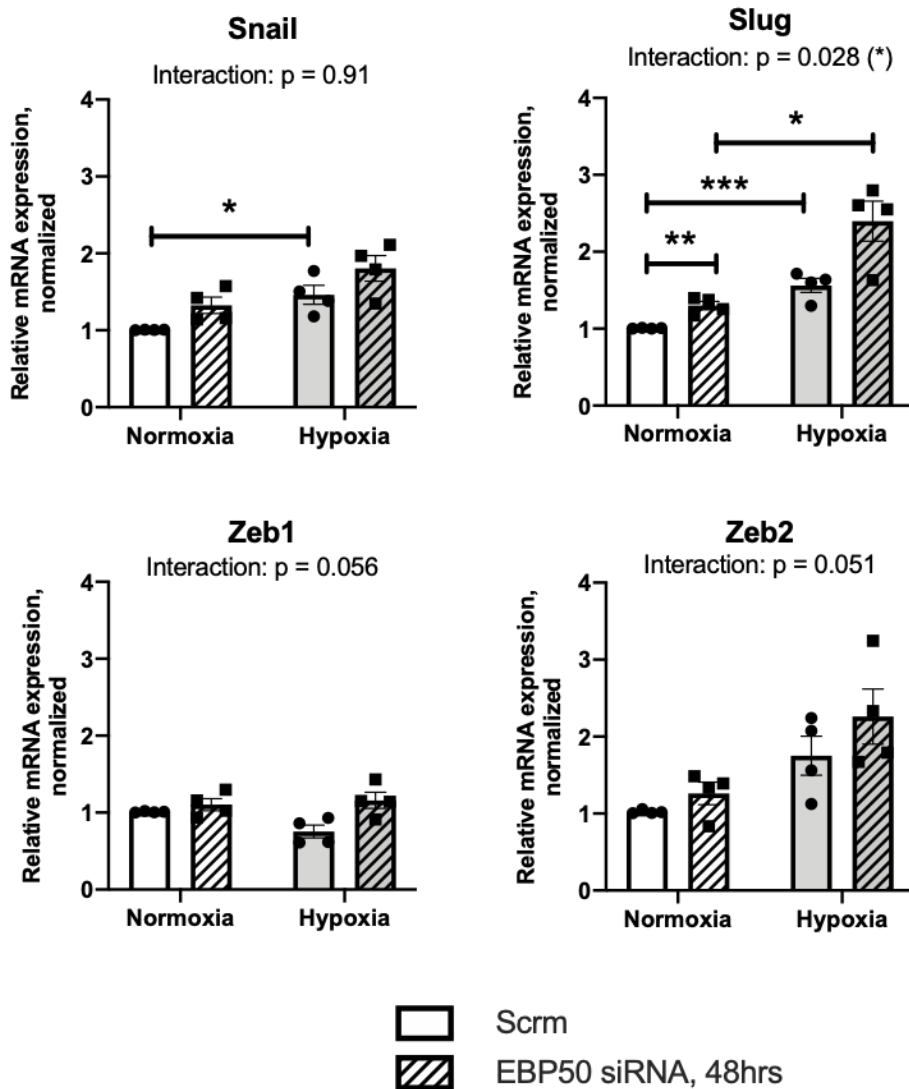 Snail
Interaction: p = 0.91
Relative mRNA expression,
normalized
4
3
2
1
0
*
Normoxia
Hypoxia
Slug
Interaction: p = 0.028 (*)
Relative mRNA expression,
normalized
4
3
2
1
0
*
***
**
Normoxia
Hypoxia
Zeb1
Interaction: p = 0.056
Relative mRNA expression,
normalized
4
3
2
1
0
Normoxia
Hypoxia
Zeb2
Interaction: p = 0.051
Relative mRNA expression,
normalized
4
3
2
1
0
Normoxia
Hypoxia
Scrm
EBP50 siRNA, 48hrs